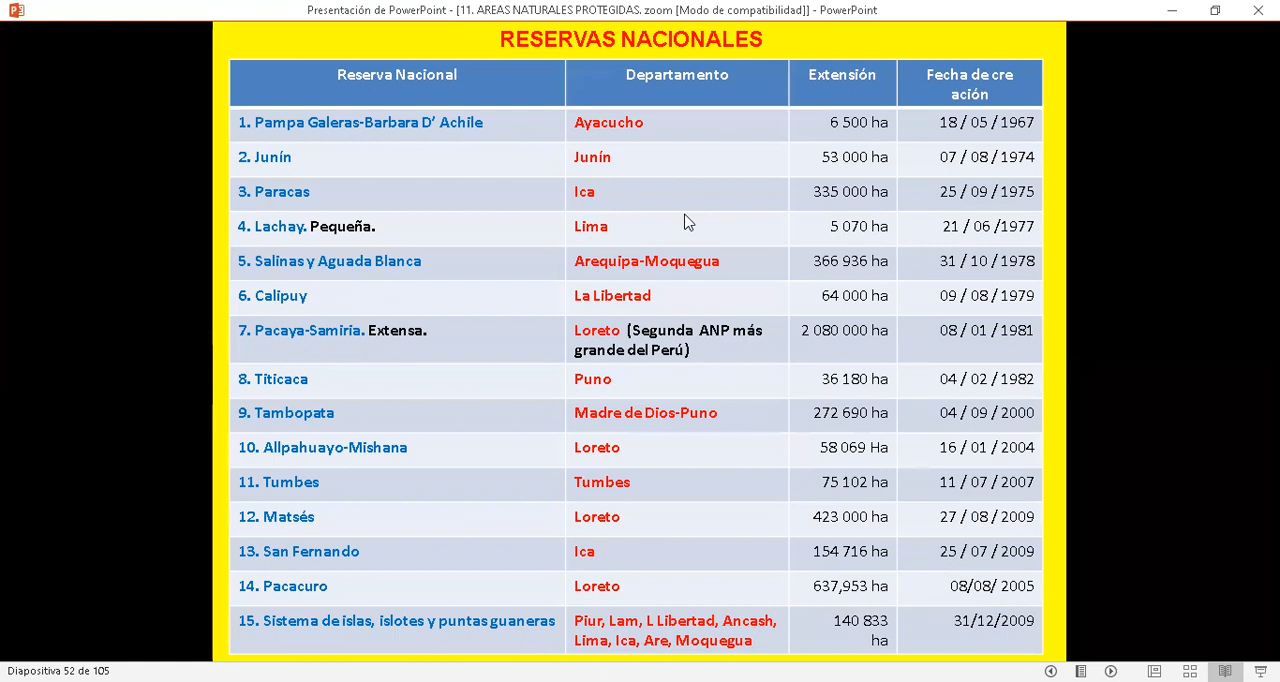 Presentación de PowerPoint - [11. AREAS NATURALES PROTEGIDAS. zoom [Modo de compatibilidad]] - PowerPoint
RESERVAS NACIONALES
Reserva Nacional Departamento Extensión Fecha de cre
ación
1. Pampa Galeras-Barbara D’ Achile Ayacucho 6 500 ha 18 / 05 / 1967
2. Junín Junín 53 000 ha 07 / 08 / 1974
3. Paracas Ica 335 000 ha 25 / 09 / 1975
4. Lachay. Pequeña. Lima 5 070 ha 21 / 06 /1977
5. Salinas y Aguada Blanca Arequipa-Moquegua 366 936 ha 31 / 10 / 1978
6. Calipuy La Libertad 64 000 ha 09 / 08 / 1979
7. Pacaya-Samiria. Extensa. Loreto (Segunda ANP más 2 080 000 ha 08 / 01 / 1981
grande del Perú)
8. Titicaca Puno 36 180 ha 04 / 02 / 1982
9. Tambopata Madre de Dios-Puno 272 690 ha 04 / 09 / 2000
10. Allpahuayo-Mishana Loreto 58 069 Ha 16 / 01 / 2004
11. Tumbes Tumbes 75 102 ha 11 / 07 / 2007
12. Matsés Loreto 423 000 ha 27 / 08 / 2009
13. San Fernando Ica 154 716 ha 25 / 07 / 2009
14. Pacacuro Loreto 637,953 ha 08/08/ 2005
15. Sistema de islas, islotes y puntas guaneras Piur, Lam, L Libertad, Ancash, 140 833 31/12/2009
Lima, Ica, Are, Moquegua ha
Diapositiva 52 de 105